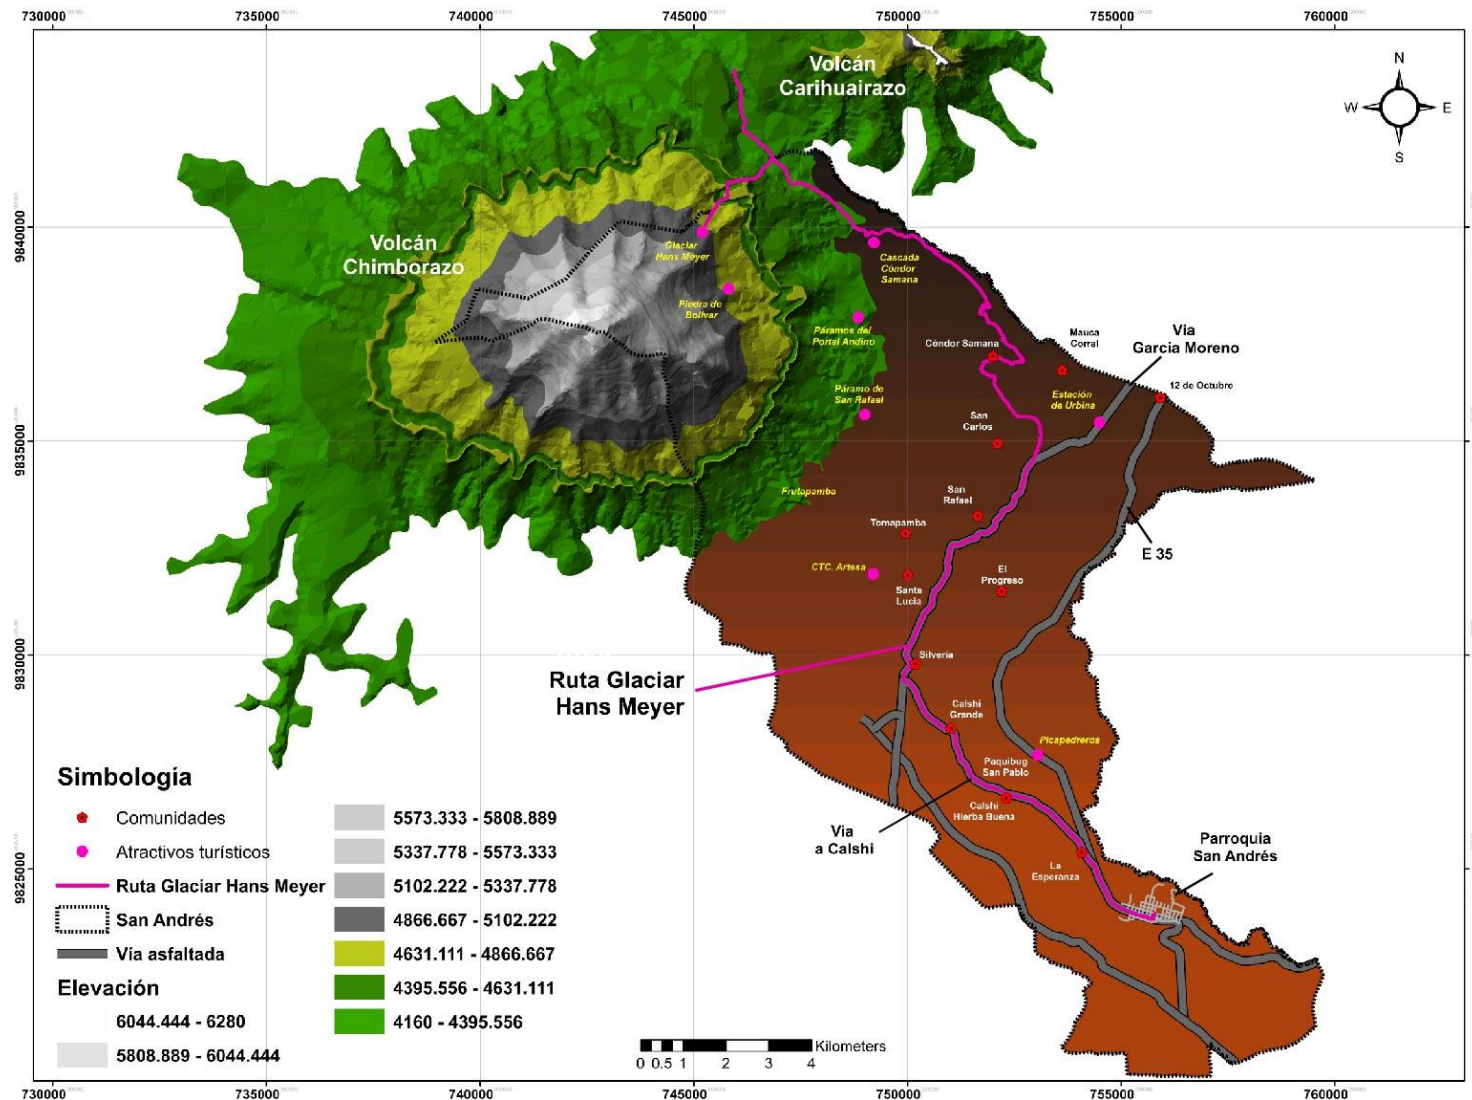 730000
735000
740000
745000
750000
755000
760000
9840000
9835000
9830000
9825000
Volcán
Carihuairazo
N
W
E
S
Volcán
Chimborazo
Glaciar
Hans Meyer
Piedra de
Bolívar
Cascada
Cóndor
Samana
Páramos del
Portal Andino
Páramo de
San Rafael
Cóndor Samana
Mauca
Corral
Via
Garcia Moreno
Estación
de Urbina
12 de Octubre
San
Carlos
Frutapamba
San
Rafael
Tomapamba
E 35
CTC. Artesa
Santa
Lucia
El
Progreso
Silveria
Ruta Glaciar
Hans Meyer
Calshi
Grande
Picapedreros
Paquibug
San Pablo
Calshi
Hierba Buena
Via
a Calshi
La
Esperanza
Parroquia
San Andrés
Simbología
Comunidades
Atractivos turísticos
Ruta Glaciar Hans Meyer
San Andrés
Vía asfaltada
Elevación
6044.444 - 6280
5808.889 - 6044.444
5573.333 - 5808.889
5337.778 - 5573.333
5102.222 - 5337.778
4866.667 - 5102.222
4631.111 - 4866.667
4395.556 - 4631.111
4160 - 4395.556
Kilometers
0 0.5 1 2 3 4
730000
735000
740000
745000
750000
755000
760000